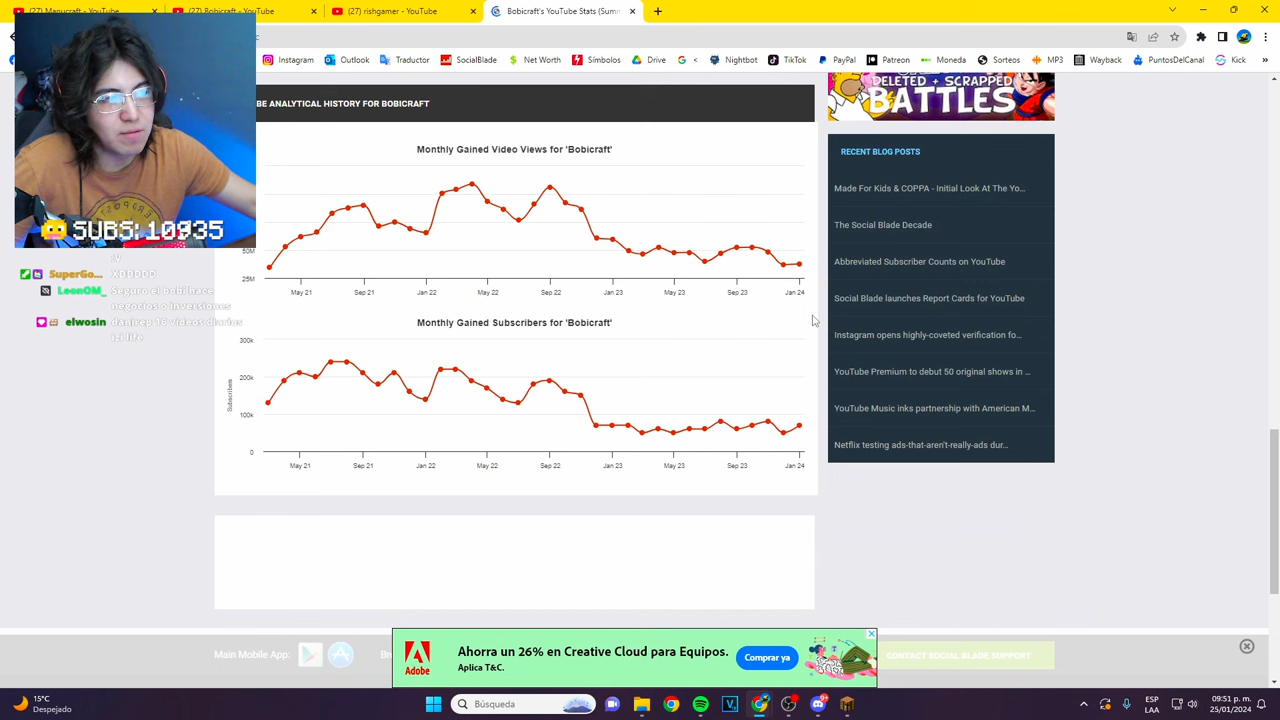 (27) Manicurist - YouTube
(27) rishgamer - YouTube
Bobicraft's YouTube Stats (Summ
Instagram
Outlook
Traductor
SocialBlade
Net Worth
Símbolos
Drive
G <
Nightbot
TikTok
PayPal
Patreon
Moneda
Sorteos
MP3
Wayback
PuntosDelCanal
Kick
»
DELETED + SCRAPPED
BATTLES
BE ANALYTICAL HISTORY FOR BOBICRAFT
RECENT BLOG POSTS
Made For Kids & COPPA - Initial Look At The Yo...
The Social Blade Decade
Abbreviated Subscriber Counts on YouTube
Social Blade launches Report Cards for YouTube
Instagram opens highly-coveted verification fo...
YouTube Premium to debut 50 original shows in ...
YouTube Music inks partnership with American M...
Netflix testing ads-that-aren't-really-ads dur...
Monthly Gained Video Views for 'Bobicraft'
50M
25M
May 21
Sep 21
Jan 22
May 22
Sep 22
Jan 23
May 23
Sep 23
Jan 24
Monthly Gained Subscribers for 'Bobicraft'
Subscribers
300k
200k
100k
0
May 21
Sep 21
Jan 22
May 22
Sep 22
Jan 23
May 23
Sep 23
Jan 24
SUBS: 10935
:v
SuperGo... XDDDDD
LeonOM_ Seguro el bobi hace
negocios o inversiones
elwosin danirep 16 videos diarios
izi life
Main Mobile App:
CONTACT SOCIAL BLADE SUPPORT
Adobe
Ahorra un 26% en Creative Cloud para Equipos.
Aplica T&C.
Comprar ya
15°C
Despejado
Búsqueda
ESP
LAA
09:51 p. m.
25/01/2024